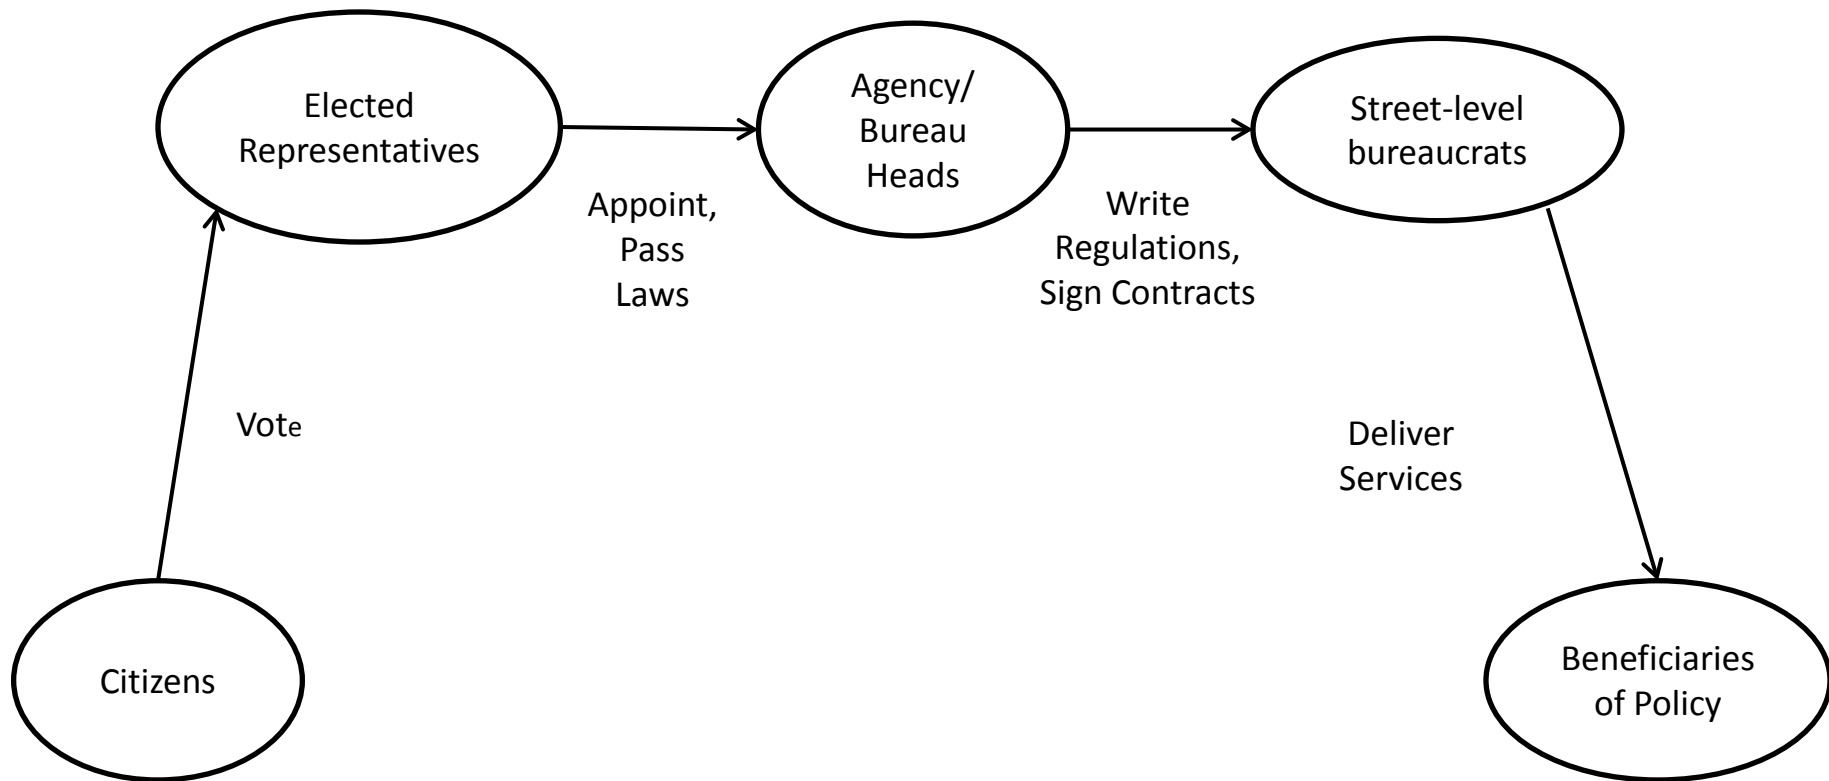 Elected
Representatives
Agency/
Bureau
Heads
Street-level
bureaucrats
Appoint,
Pass
Laws
Write
Regulations,
Sign Contracts
Vote
Deliver
Services
Citizens
Beneficiaries
of Policy